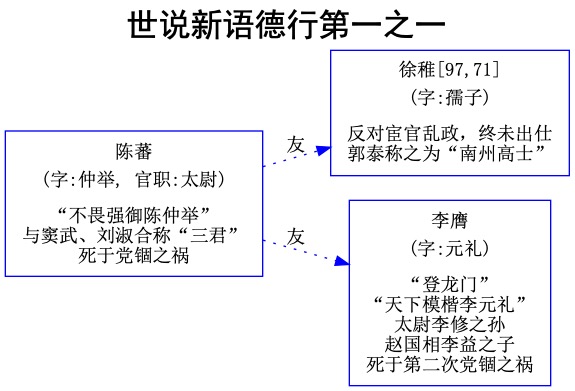 世说新语德行第一之一
陈蕃
(字:仲举, 官职:太尉)
“不畏强御陈仲举”
与窦武、刘淑合称“三君”
死于党锢之祸
友
徐稚[97,71]
(字:孺子)
反对宦官乱政，终未出仕
郭泰称之为“南州高士”
友
李膺
(字:元礼)
“登龙门”
“天下模楷李元礼”
太尉李修之孙
赵国相李益之子
死于第二次党锢之祸